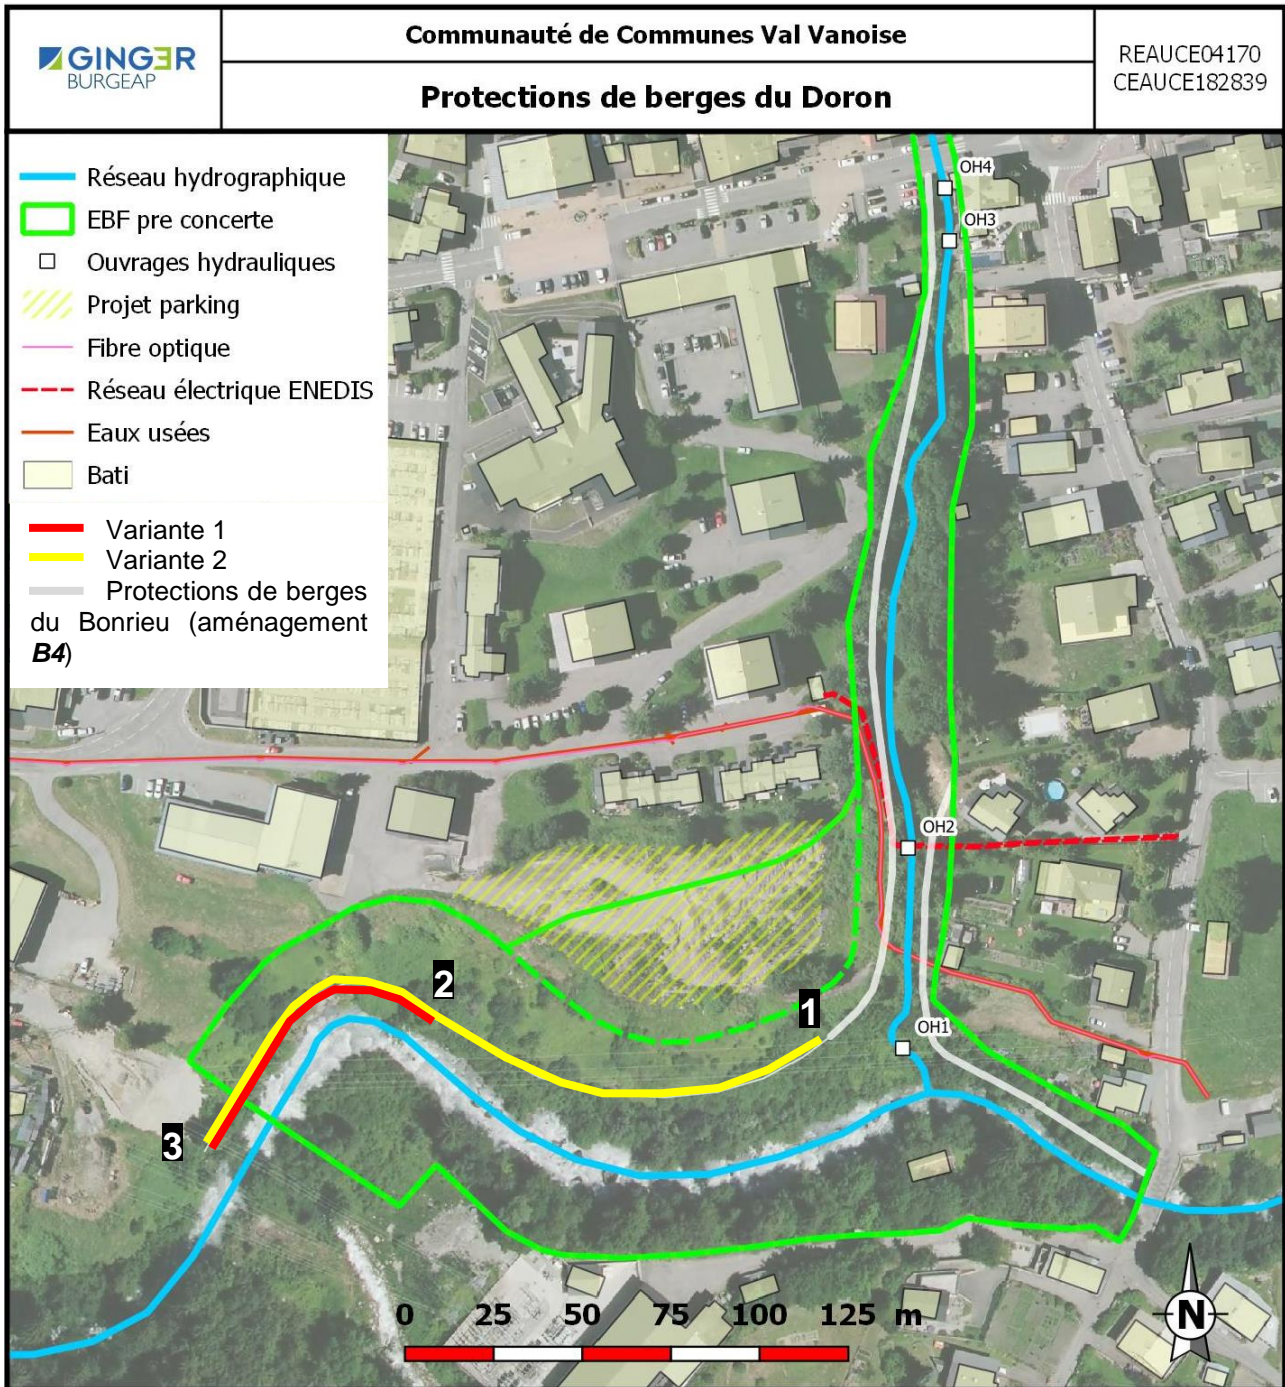 GINGER
BURGEAP
Communauté de Communes Val Vanoise
Protections de berges du Doron
REAUCE04170
CEAUCE182839
Réseau hydrographique
EBF pre concerte
Ouvrages hydrauliques
Projet parking
Fibre optique
Réseau électrique ENEDIS
Eaux usées
Bati
Variante 1
Variante 2
Protections de berges
du Bonrieu (aménagement
B4)
OH4
OH3
OH2
OH1
1
2
3
0 25 50 75 100 125 m
N